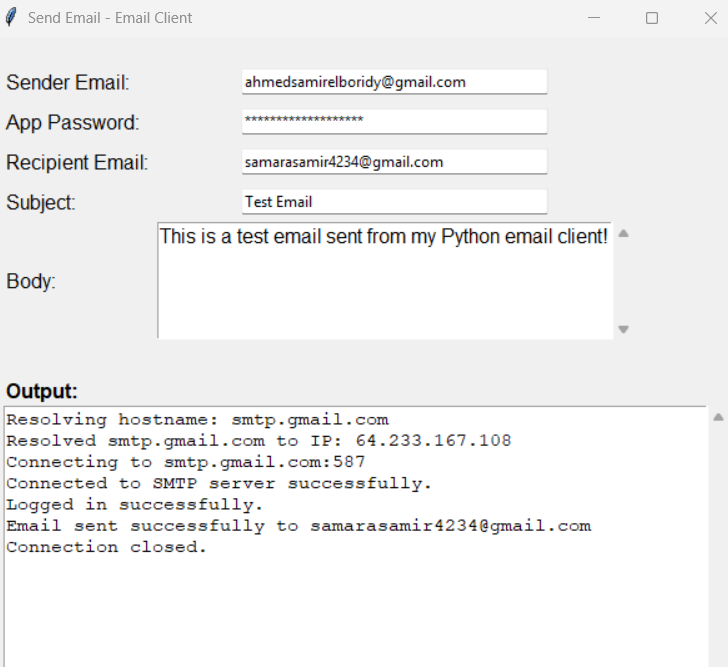 Send Email - Email Client
Sender Email: ahmedsamirelboridy@gmail.com
App Password: *******************
Recipient Email: samarasamir4234@gmail.com
Subject: Test Email
Body: This is a test email sent from my Python email client!
Output:
Resolving hostname: smtp.gmail.com
Resolved smtp.gmail.com to IP: 64.233.167.108
Connecting to smtp.gmail.com:587
Connected to SMTP server successfully.
Logged in successfully.
Email sent successfully to samarasamir4234@gmail.com
Connection closed.